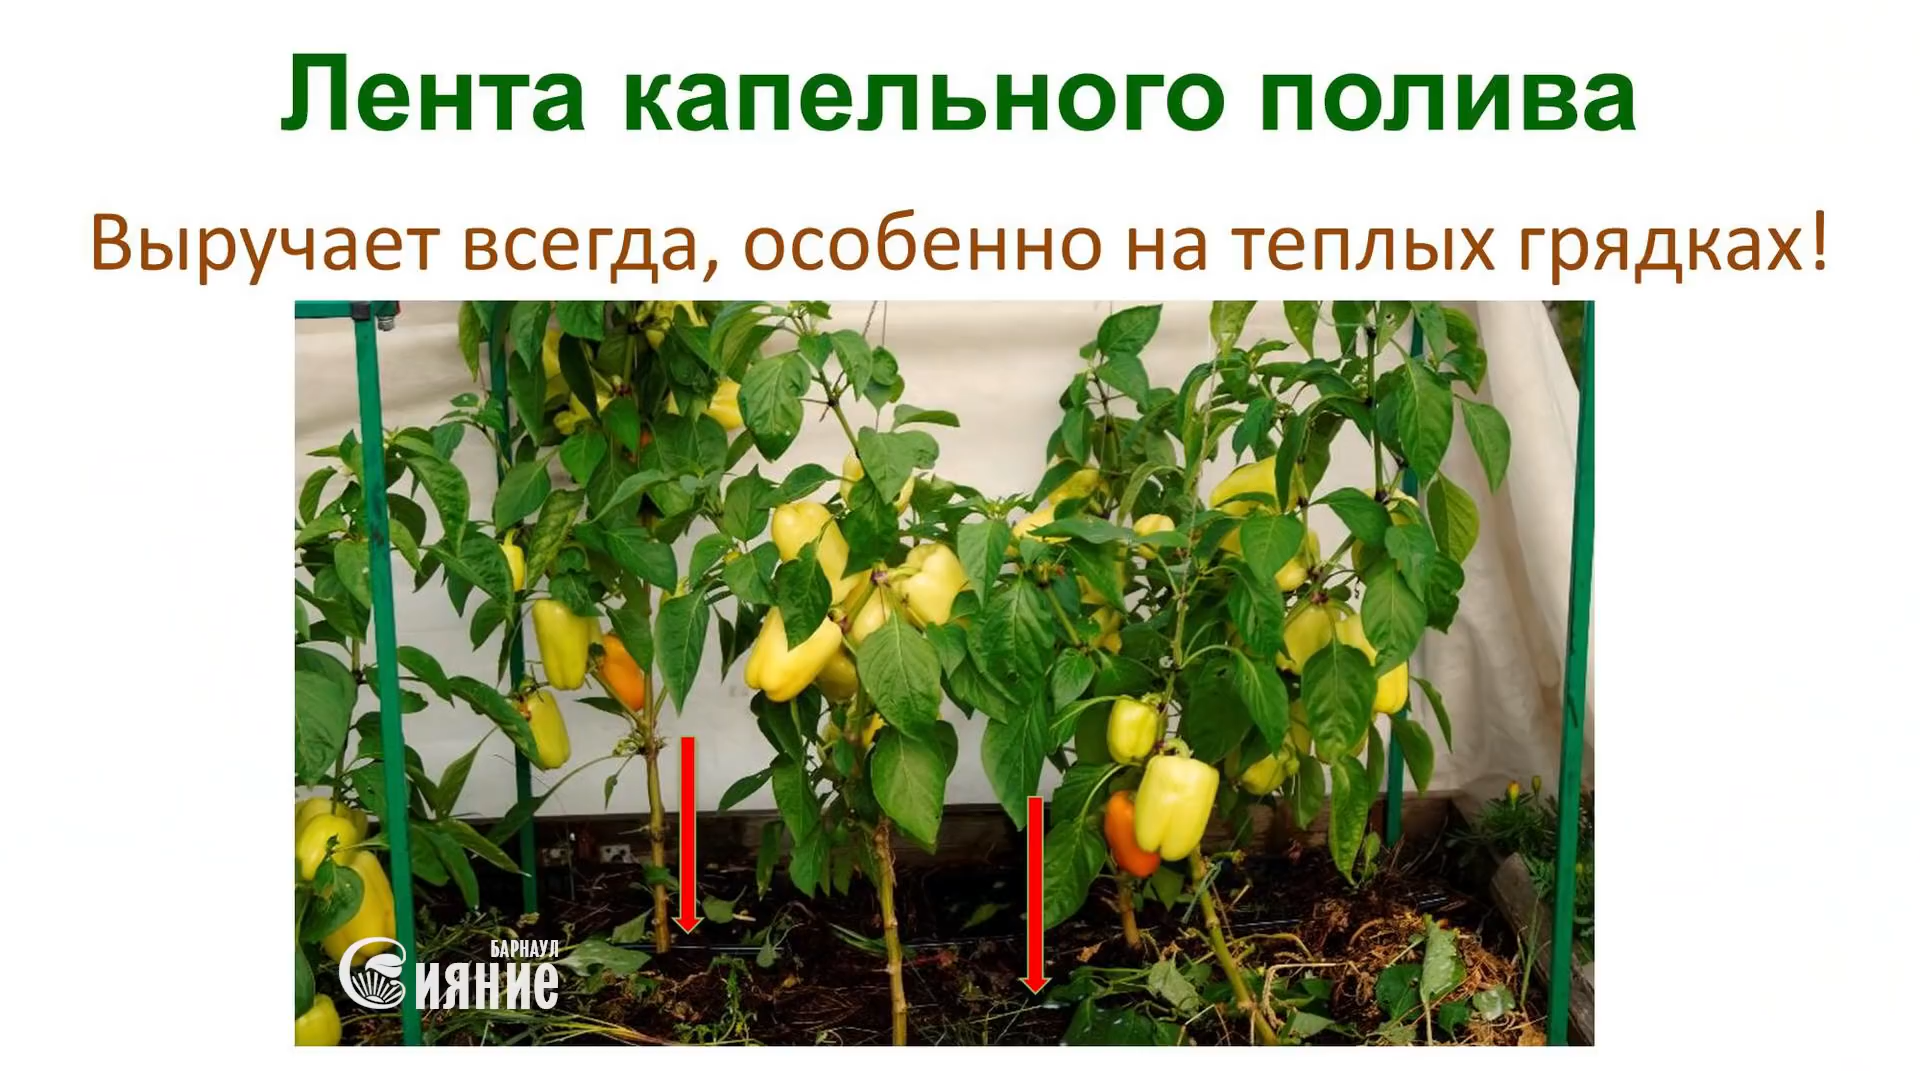 Лента капельного полива
Выручает всегда, особенно на теплых грядках!
БАРНАУЛ
Сияние